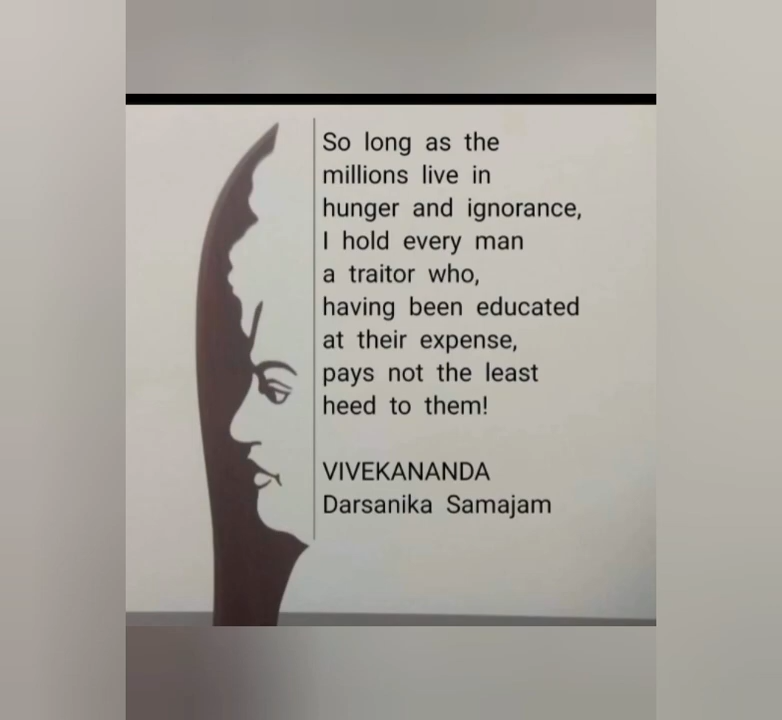 So long as the
millions live in
hunger and ignorance,
I hold every man
a traitor who,
having been educated
at their expense,
pays not the least
heed to them!
VIVEKANANDA
Darsanika Samajam